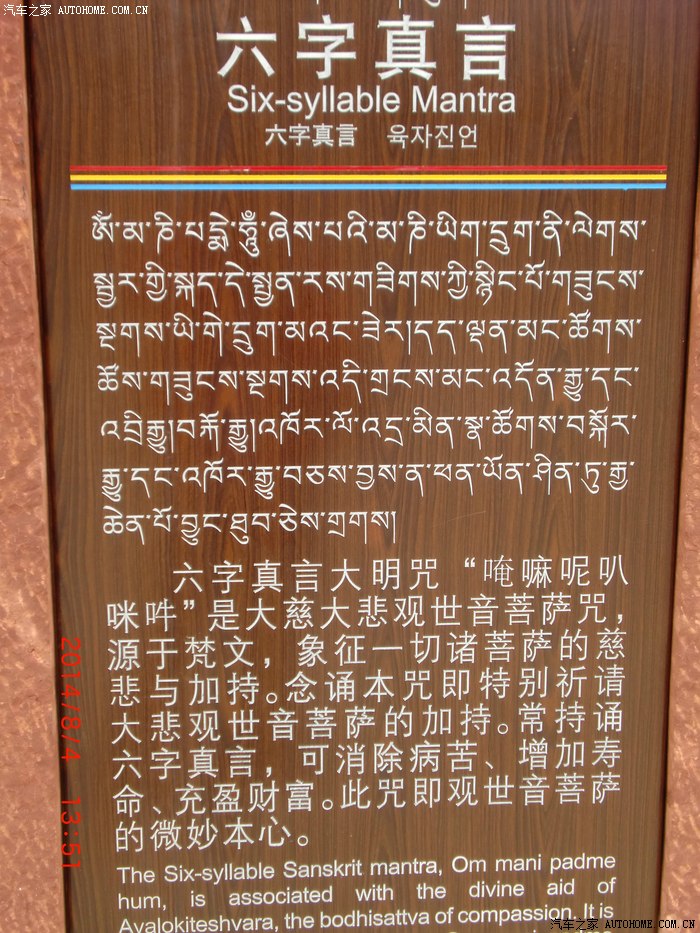 汽车之家 AUTOHOME.COM.CN
六字真言
Six-syllable Mantra
六字真言 육자진언
ཨོཾ་མ་ཎི་པདྨེ་ཧཱུྃ་ཞེས་པའི་མ་ཎི་ཡིག་དྲུག་ནི་ལེགས་
སྦྱར་གྱི་སྐད་དེ་སྤྱན་རས་གཟིགས་ཀྱི་སྙིང་པོ་གཟུངས་
སྔགས་ཡི་གེ་དྲུག་མའང་ཟེར།དད་ལྡན་མང་ཚོགས་
ཆོས་གཟུངས་སྔགས་འདི་གྲངས་མང་འདོན་རྒྱུ་དང་
འབྲིརྒྱུ།བརྐོ་རྒྱུ།འཁོར་ལོ་འདྲ་མིན་སྣ་ཚོགས་བསྐོར་
རྒྱུ་དང་འཁོར་རྒྱུ་བཅས་བྱས་ན་ཕན་ཡོན་ཤིན་ཏུ་རྒྱ་
ཆེན་པོ་བྱུང་ཐུབ་ཅེས་གྲགས།
六字真言大明咒“唵嘛呢叭
咪吽”是大慈大悲观世音菩萨咒，
源于梵文，象征一切诸菩萨的慈
悲与加持。念诵本咒即特别祈请
大悲观世音菩萨的加持。常持诵
六字真言，可消除病苦、增加寿
命、充盈财富。此咒即观世音菩萨
的微妙本心。
The Six-syllable Sanskrit mantra, Om mani padme
hum, is associated with the divine aid of
Avalokiteshvara, the bodhisattva of compassion. It is
2014/8/4 13:51
汽车之家 AUTOHOME.COM.CN